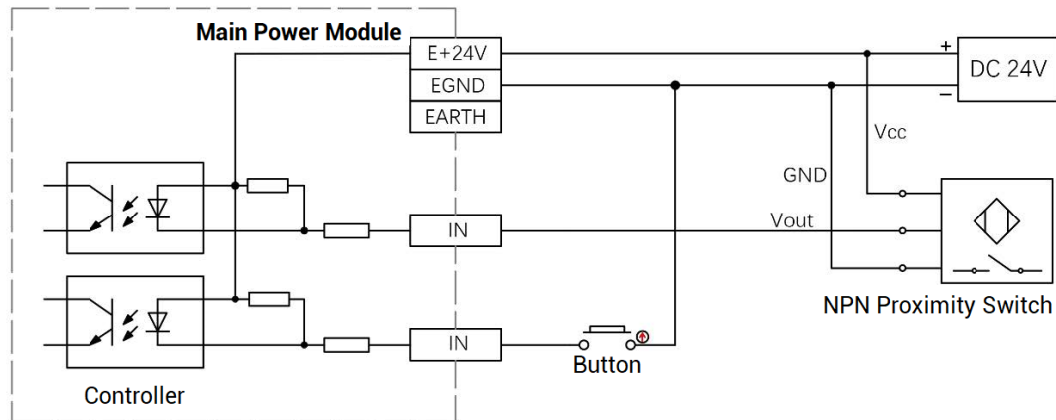 Main Power Module
E+24V
EGND
EARTH
+
DC 24V
−
Vcc
GND
Vout
IN
NPN Proximity Switch
IN
Button
Controller